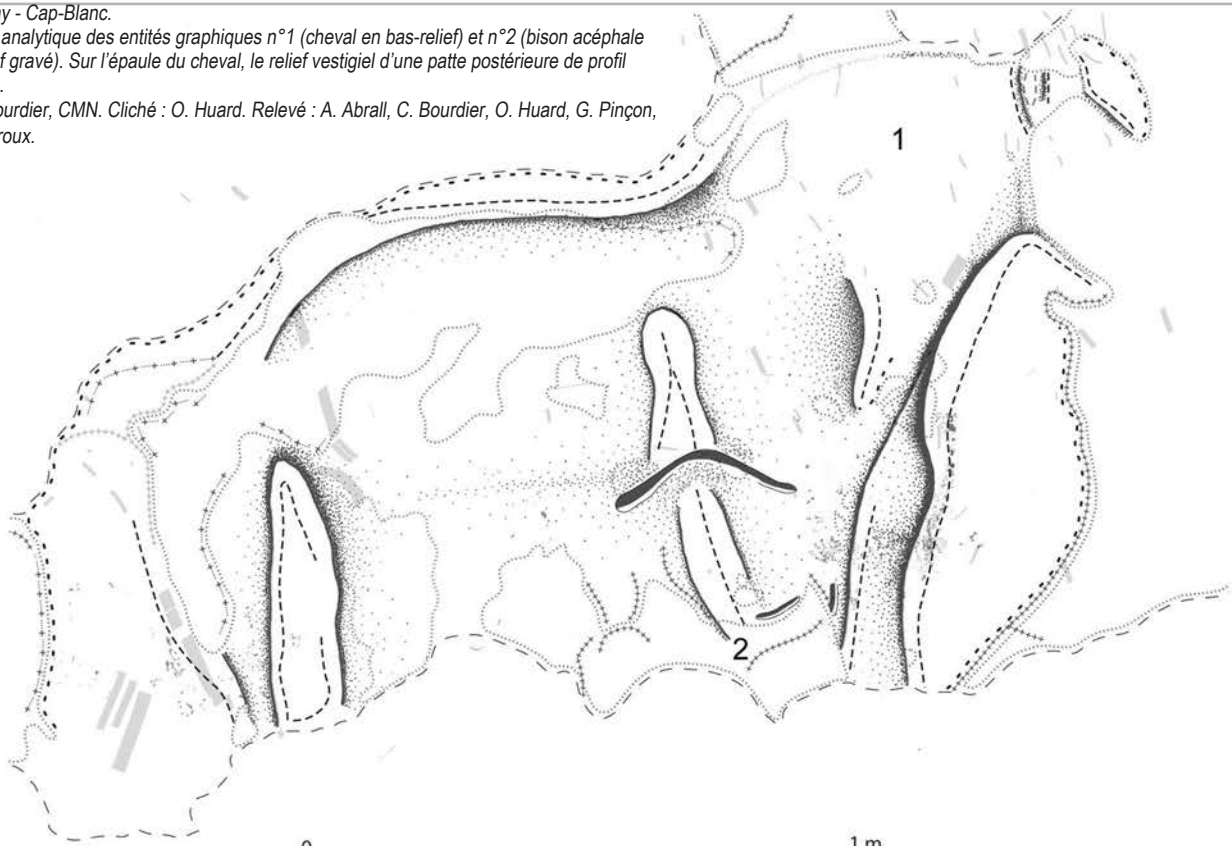 y - Cap-Blanc.
analytique des entités graphiques n°1 (cheval en bas-relief) et n°2 (bison acéphale
f gravé). Sur l'épaule du cheval, le relief vestigiel d'une patte postérieure de profil
.
ourdier, CMN. Cliché : O. Huard. Relevé : A. Abrall, C. Bourdier, O. Huard, G. Pinçon,
roux.
1
2
0
1 m